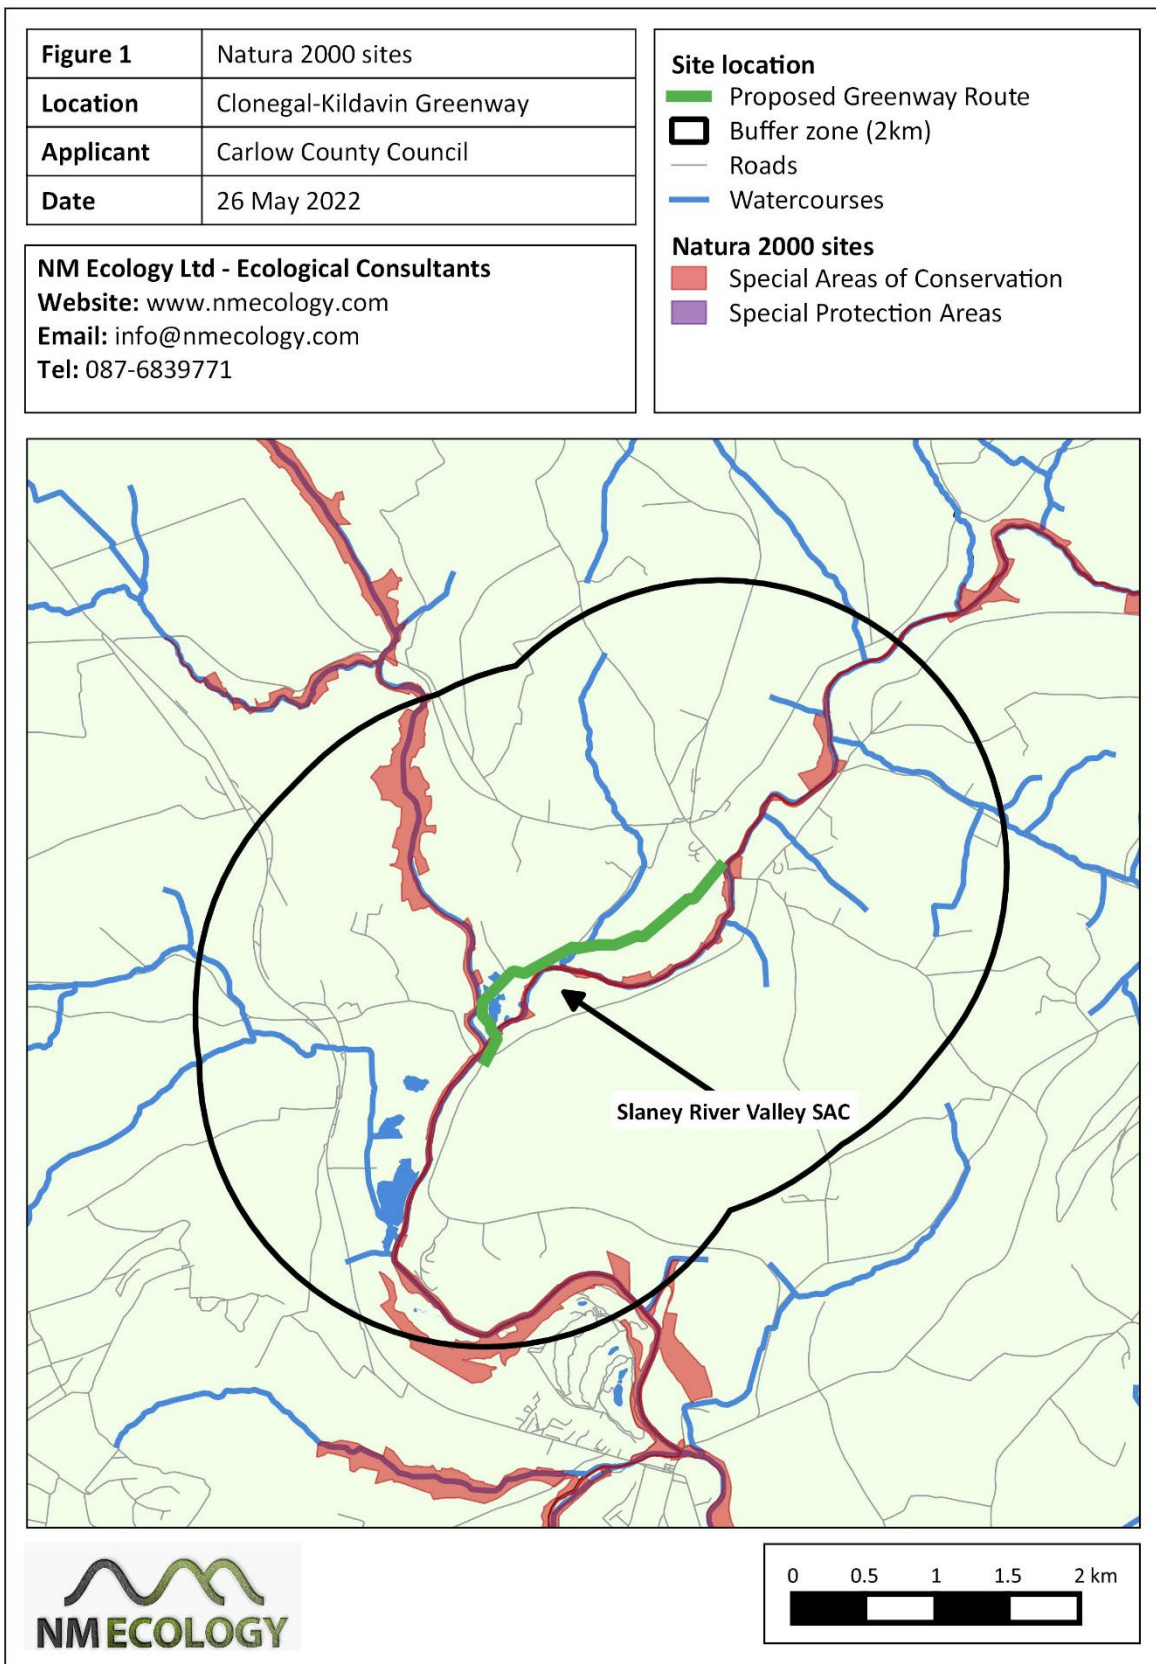 Figure 1 Natura 2000 sites
Location Clonegal-Kildavin Greenway
Applicant Carlow County Council
Date 26 May 2022
NM Ecology Ltd - Ecological Consultants
Website: www.nmecology.com
Email: info@nmecology.com
Tel: 087-6839771
Site location
Proposed Greenway Route
Buffer zone (2km)
Roads
Watercourses
Natura 2000 sites
Special Areas of Conservation
Special Protection Areas
Slaney River Valley SAC
NM ECOLOGY
0 0.5 1 1.5 2 km